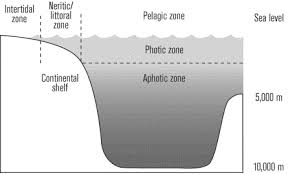 Intertidal
zone
Neritic/
littoral
zone
Pelagic zone
Sea level
Photic zone
Continental
shelf
Aphotic zone
5,000 m
10,000 m